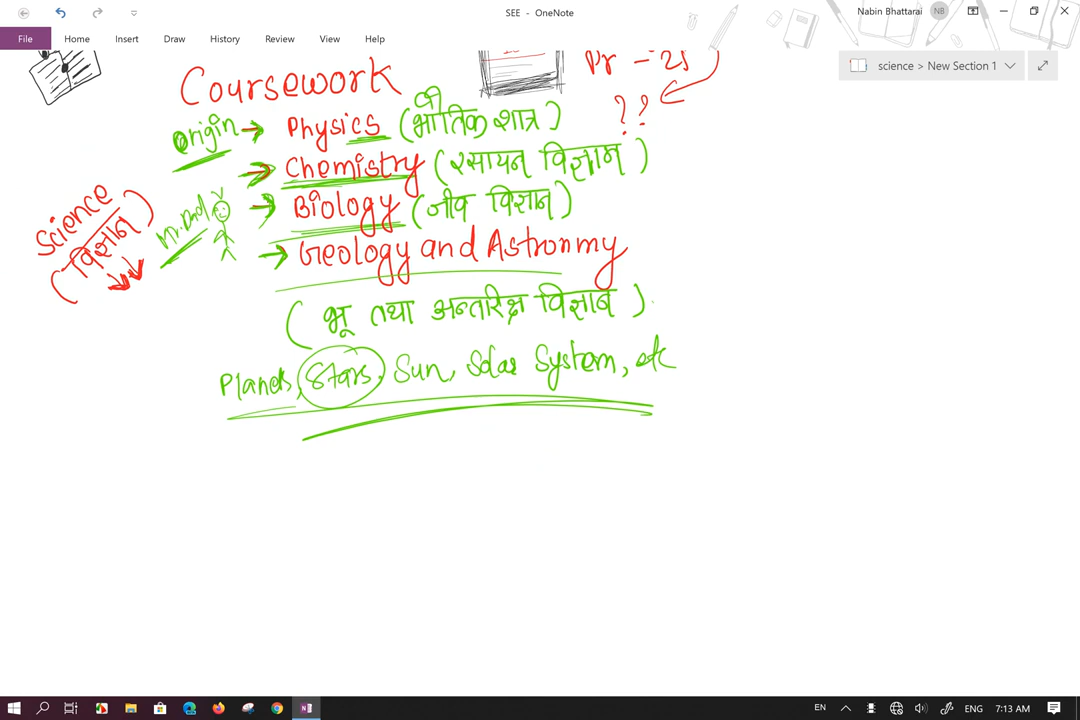 SEE - OneNote
Nabin Bhattarai NB
File Home Insert Draw History Review View Help
science > New Section 1
Coursework
Pr - 25
??
origin → Physics (भौतिक शात्र)
→ Chemistry (रसायन विज्ञान)
→ Biology (जीव विज्ञान)
→ Geology and Astronmy
Science
(विज्ञान)
(भू तथा अन्तरिक्ष विज्ञान)
Planets, Stars, Sun, Solar System, etc
EN ENG 7:13 AM